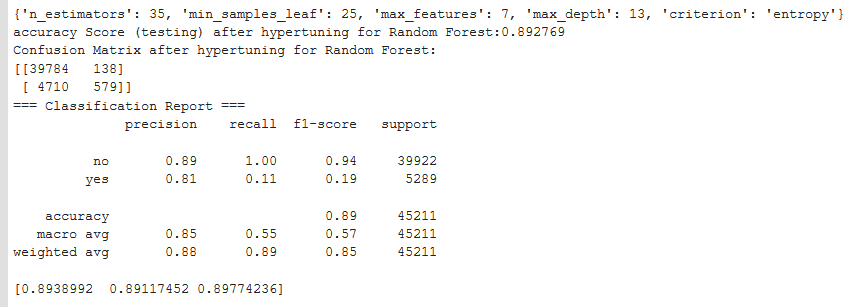 {'n_estimators': 35, 'min_samples_leaf': 25, 'max_features': 7, 'max_depth': 13, 'criterion': 'entropy'}
accuracy Score (testing) after hypertuning for Random Forest:0.892769
Confusion Matrix after hypertuning for Random Forest:
[[39784   138]
 [ 4710   579]]
=== Classification Report ===
              precision    recall  f1-score   support

          no       0.89      1.00      0.94     39922
         yes       0.81      0.11      0.19      5289

    accuracy                           0.89     45211
   macro avg       0.85      0.55      0.57     45211
weighted avg       0.88      0.89      0.85     45211

[0.8938992  0.89117452 0.89774236]